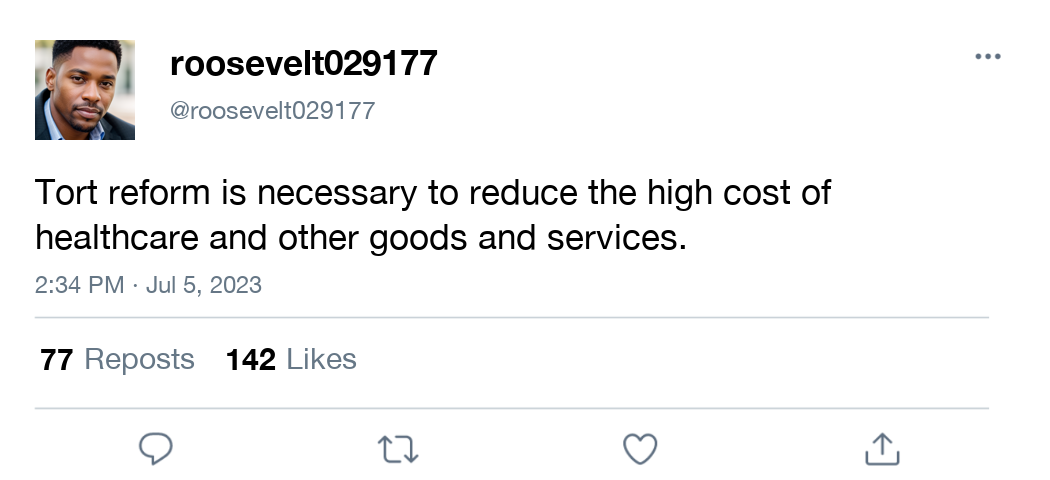 roosevelt029177
@roosevelt029177
Tort reform is necessary to reduce the high cost of
healthcare and other goods and services.
2:34 PM · Jul 5, 2023
77 Reposts 142 Likes